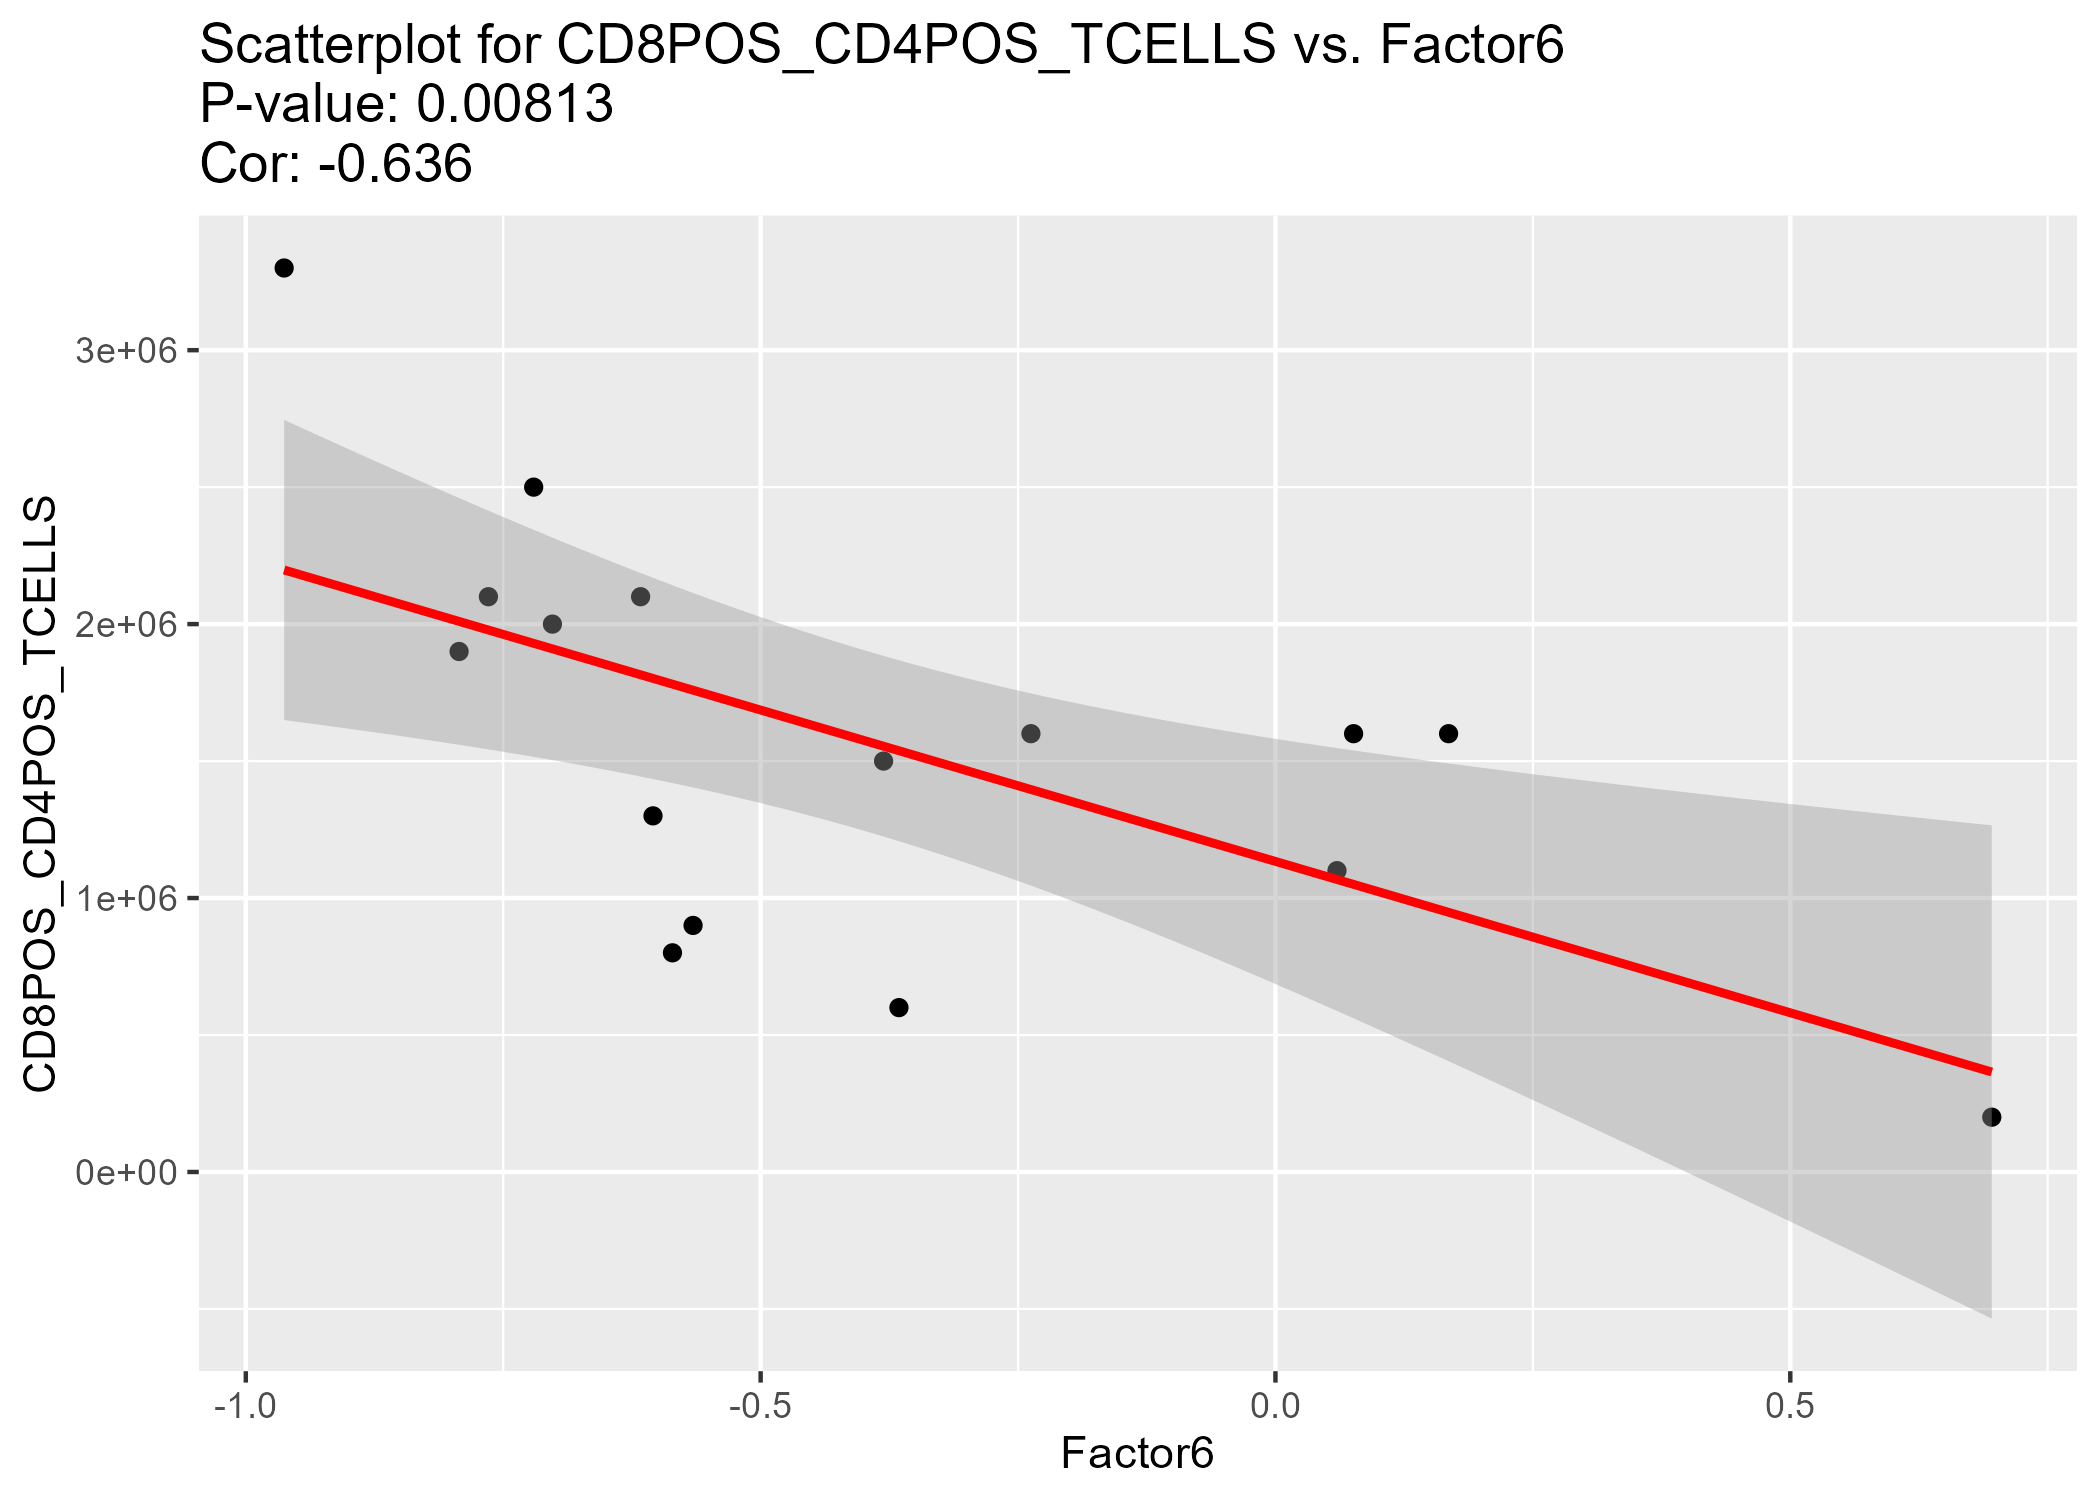 Scatterplot for CD8POS_CD4POS_TCELLS vs. Factor6
P-value: 0.00813
Cor: -0.636
CD8POS_CD4POS_TCELLS
3e+06
2e+06
1e+06
0e+00
-1.0
-0.5
0.0
0.5
Factor6